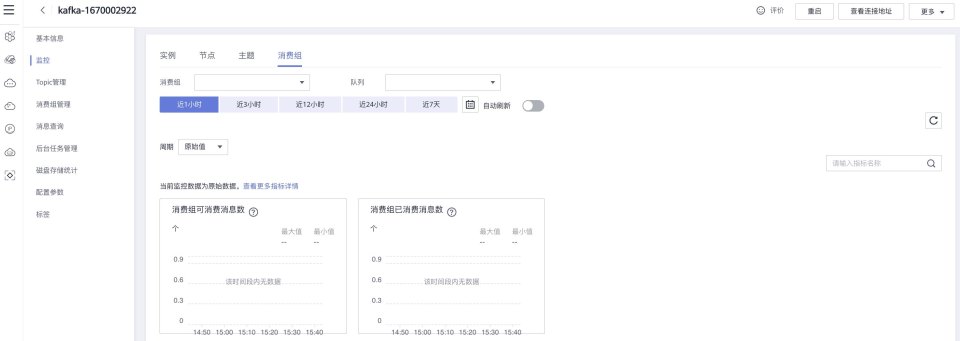 kafka-1670002922
评价
重启
查看连接地址
更多
基本信息
监控
Topic管理
消费组管理
消息查询
后台任务管理
磁盘存储统计
配置参数
标签
实例 节点 主题 消费组
消费组
队列
近1小时 近3小时 近12小时 近24小时 近7天
自动刷新
周期 原始值
请输入指标名称
当前监控数据为原始数据。查看更多指标详情
消费组可消费消息数
个
最大值 最小值
-- --
0.9
0.6
该时间段内无数据
0.3
0
14:50 15:00 15:10 15:20 15:30 15:40
消费组已消费消息数
个
最大值 最小值
-- --
0.9
0.6
该时间段内无数据
0.3
0
14:50 15:00 15:10 15:20 15:30 15:40